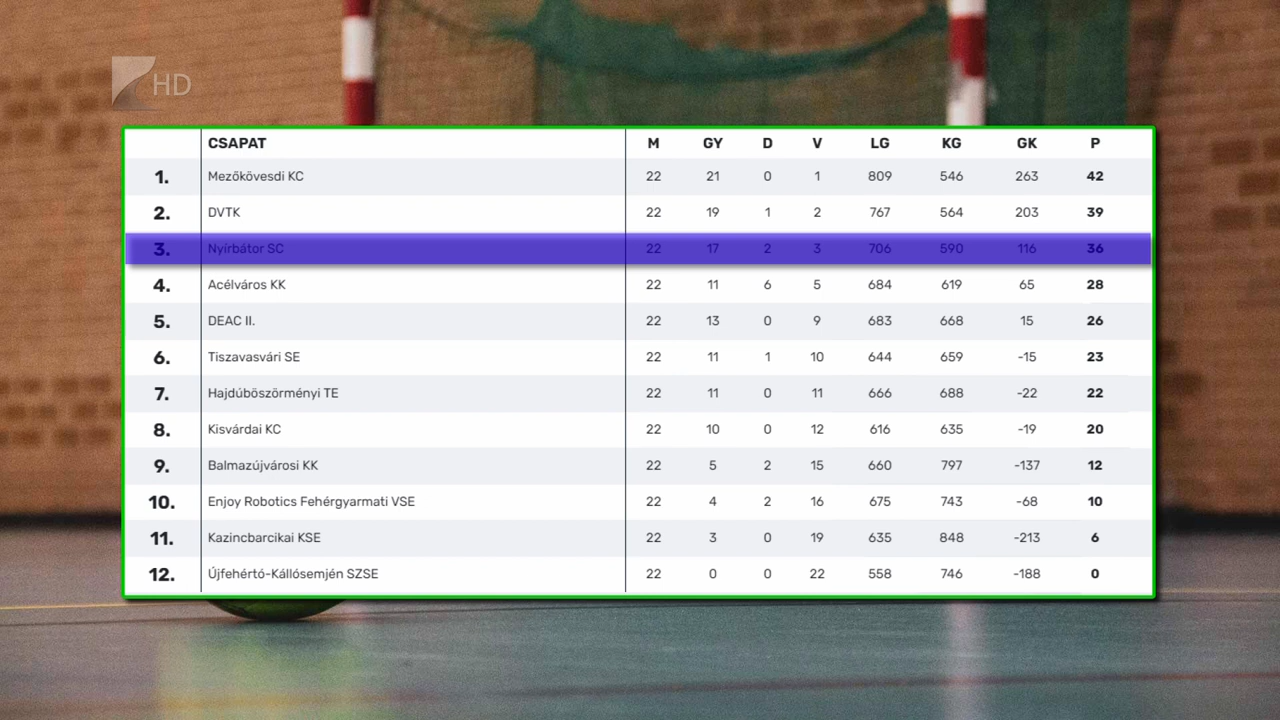 HD
CSAPAT M GY D V LG KG GK P
1. Mezőkövesdi KC 22 21 0 1 809 546 263 42
2. DVTK 22 19 1 2 767 564 203 39
3. Nyírbátor SC 22 17 2 3 706 590 116 36
4. Acélváros KK 22 11 6 5 684 619 65 28
5. DEAC II. 22 13 0 9 683 668 15 26
6. Tiszavasvári SE 22 11 1 10 644 659 -15 23
7. Hajdúböszörményi TE 22 11 0 11 666 688 -22 22
8. Kisvárdai KC 22 10 0 12 616 635 -19 20
9. Balmazújvárosi KK 22 5 2 15 660 797 -137 12
10. Enjoy Robotics Fehérgyarmati VSE 22 4 2 16 675 743 -68 10
11. Kazincbarcikai KSE 22 3 0 19 635 848 -213 6
12. Újfehértó-Kállósemjén SZSE 22 0 0 22 558 746 -188 0